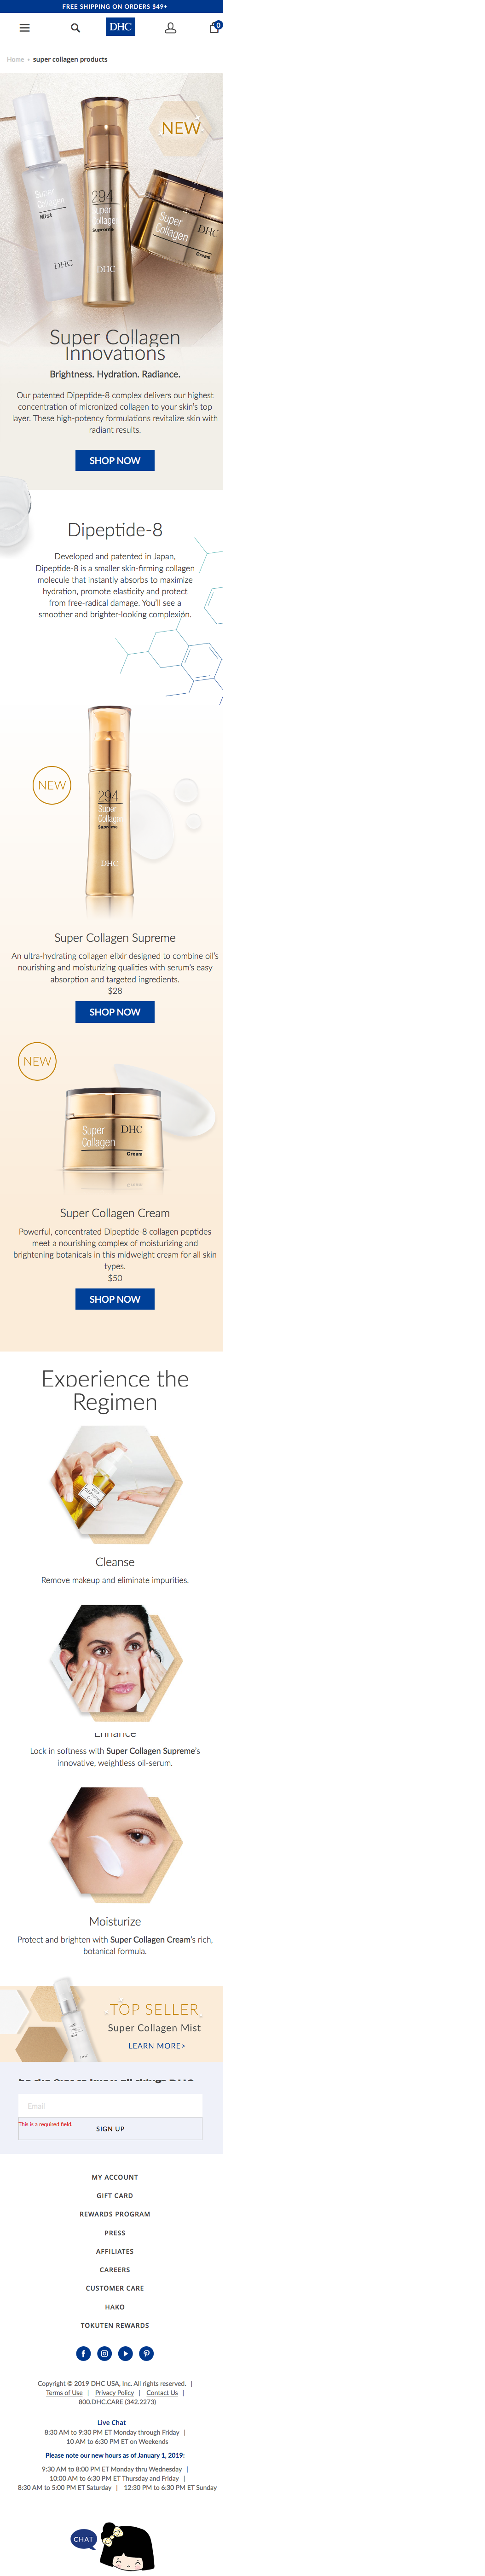 FREE SHIPPING ON ORDERS $49+
DHC
0
Home
super collagen products
NEW
Super
Collagen
Mist
DHC
294
Super
Collagen
Supreme
DHC
Super
Collagen
DHC
Cream
Super Collagen
Innovations
Brightness. Hydration. Radiance.
Our patented Dipeptide-8 complex delivers our highest
concentration of micronized collagen to your skin's top
layer. These high-potency formulations revitalize skin with
radiant results.
SHOP NOW
Dipeptide-8
Developed and patented in Japan,
Dipeptide-8 is a smaller skin-firming collagen
molecule that instantly absorbs to maximize
hydration, promote elasticity and protect
from free-radical damage. You'll see a
smoother and brighter-looking complexion.
NEW
294
Super
Collagen
Supreme
DHC
Super Collagen Supreme
An ultra-hydrating collagen elixir designed to combine oil's
nourishing and moisturizing qualities with serum's easy
absorption and targeted ingredients.
$28
SHOP NOW
NEW
Super
Collagen
DHC
Cream
Super Collagen Cream
Powerful, concentrated Dipeptide-8 collagen peptides
meet a nourishing complex of moisturizing and
brightening botanicals in this midweight cream for all skin
types.
$50
SHOP NOW
Experience the
Regimen
Cleanse
Remove makeup and eliminate impurities.
Enhance
Lock in softness with Super Collagen Supreme's
innovative, weightless oil-serum.
Moisturize
Protect and brighten with Super Collagen Cream's rich,
botanical formula.
TOP SELLER
Super Collagen Mist
LEARN MORE>
Email
This is a required field.
SIGN UP
MY ACCOUNT
GIFT CARD
REWARDS PROGRAM
PRESS
AFFILIATES
CAREERS
CUSTOMER CARE
HAKO
TOKUTEN REWARDS
Copyright © 2019 DHC USA, Inc. All rights reserved. |
Terms of Use | Privacy Policy | Contact Us |
800.DHC.CARE (342.2273)
Live Chat
8:30 AM to 9:30 PM ET Monday through Friday |
10 AM to 6:30 PM ET on Weekends
Please note our new hours as of January 1, 2019:
9:30 AM to 8:00 PM ET Monday thru Wednesday |
10:00 AM to 6:30 PM ET Thursday and Friday |
8:30 AM to 5:00 PM ET Saturday | 12:30 PM to 6:30 PM ET Sunday
CHAT